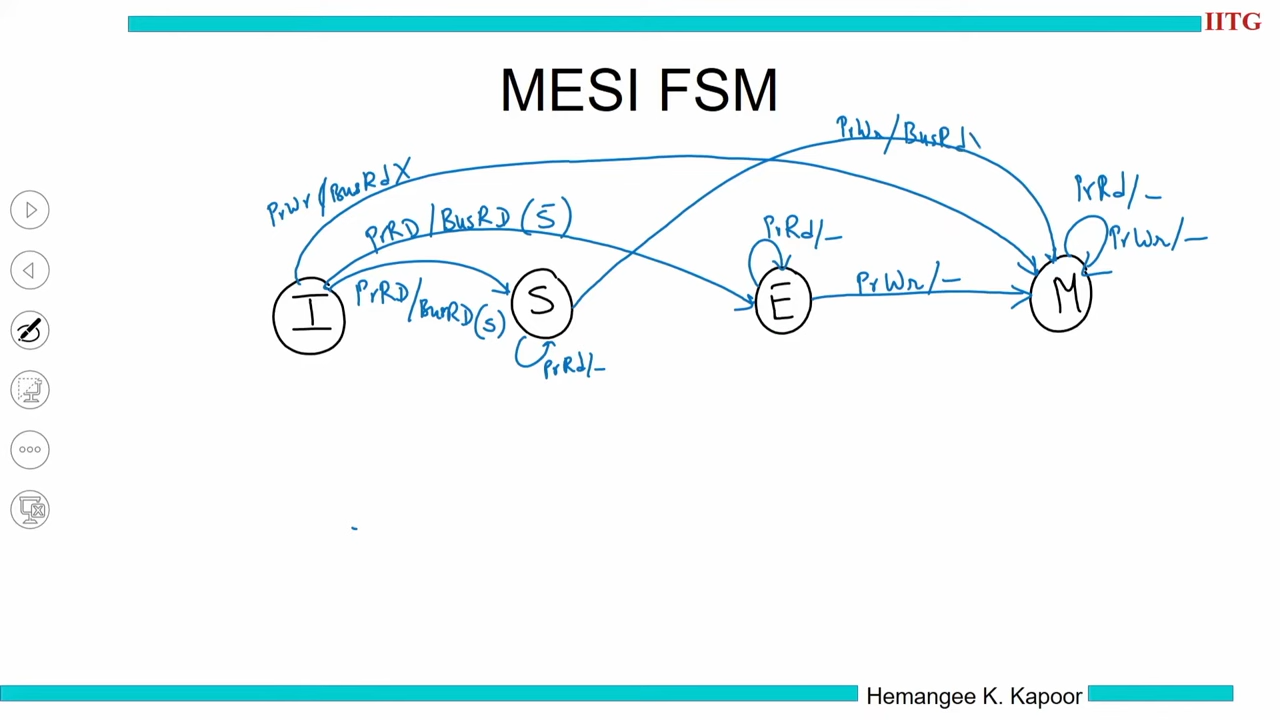 IITG
MESI FSM
PrWr/BusRd
PrWr/BusRdX
PrRd/-
PrRD/BusRD(S̅)
PrRd/-
PrWr/-
PrRD/BusRD(S)
PrWr/-
I
S
E
M
PrRd/-
Hemangee K. Kapoor